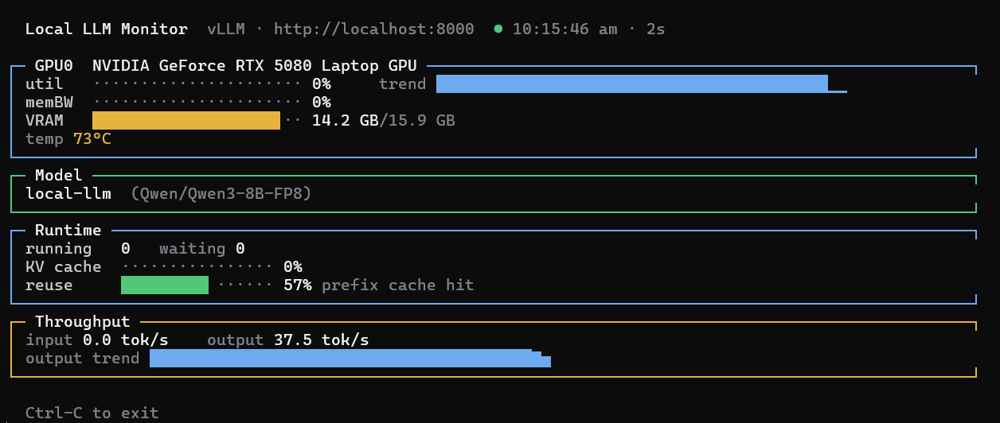 Local LLM Monitor  vLLM · http://localhost:8000  ● 10:15:46 am · 2s
GPU0  NVIDIA GeForce RTX 5080 Laptop GPU
util  0%  trend
memBW  0%
VRAM  14.2 GB/15.9 GB
temp 73°C
Model
local-llm  (Qwen/Qwen3-8B-FP8)
Runtime
running  0  waiting 0
KV cache  0%
reuse  57% prefix cache hit
Throughput
input 0.0 tok/s  output 37.5 tok/s
output trend
Ctrl-C to exit